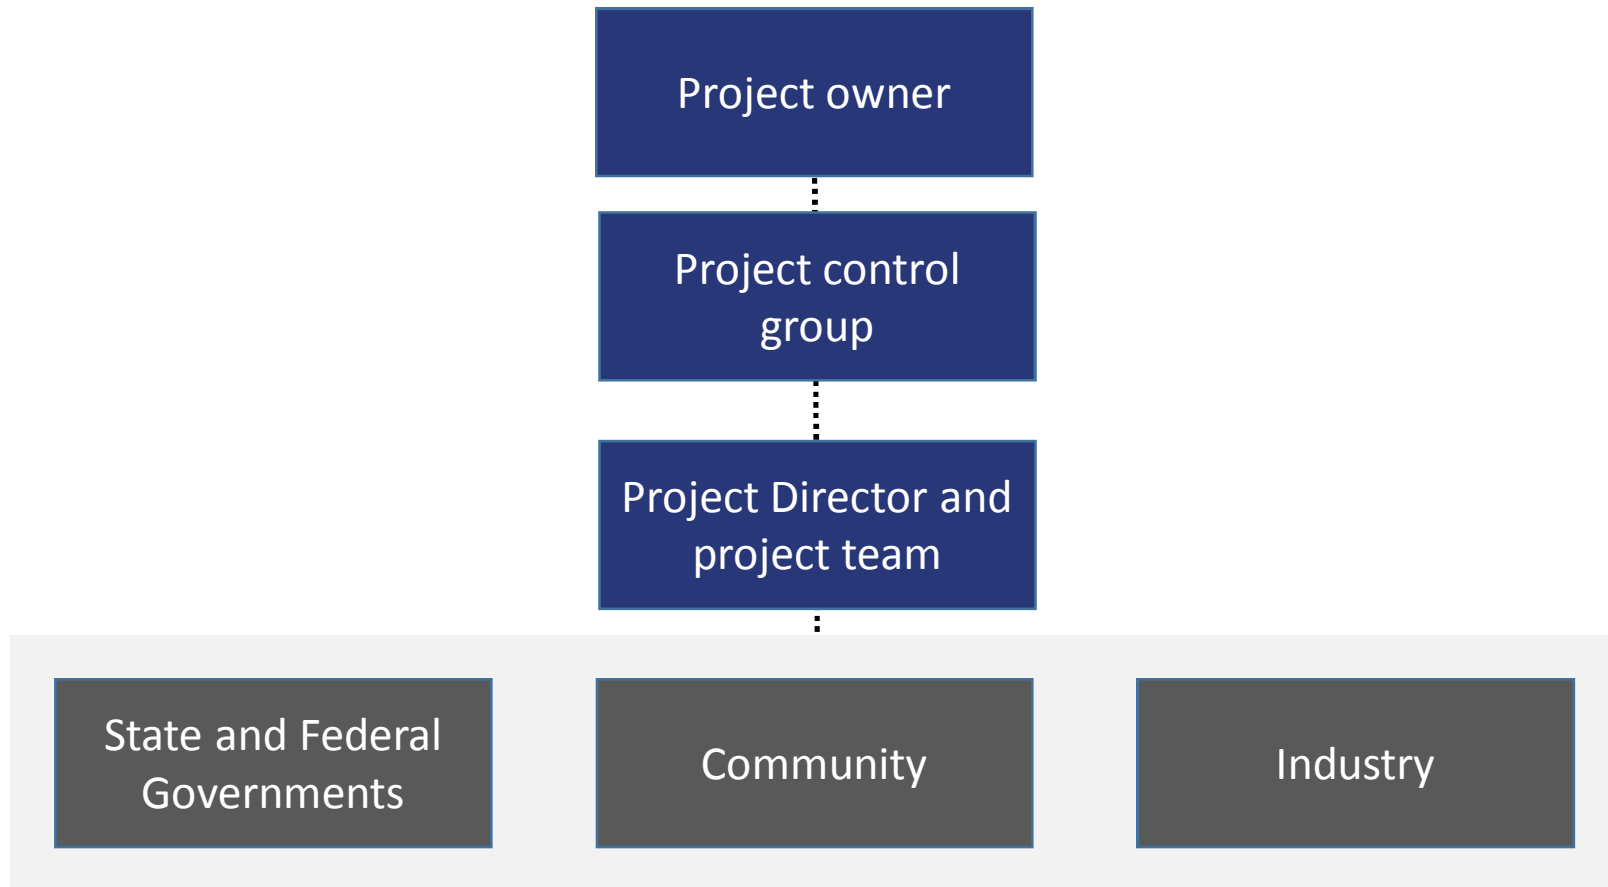 Project owner
Project control
group
Project Director and
project team
State and Federal
Governments
Community
Industry